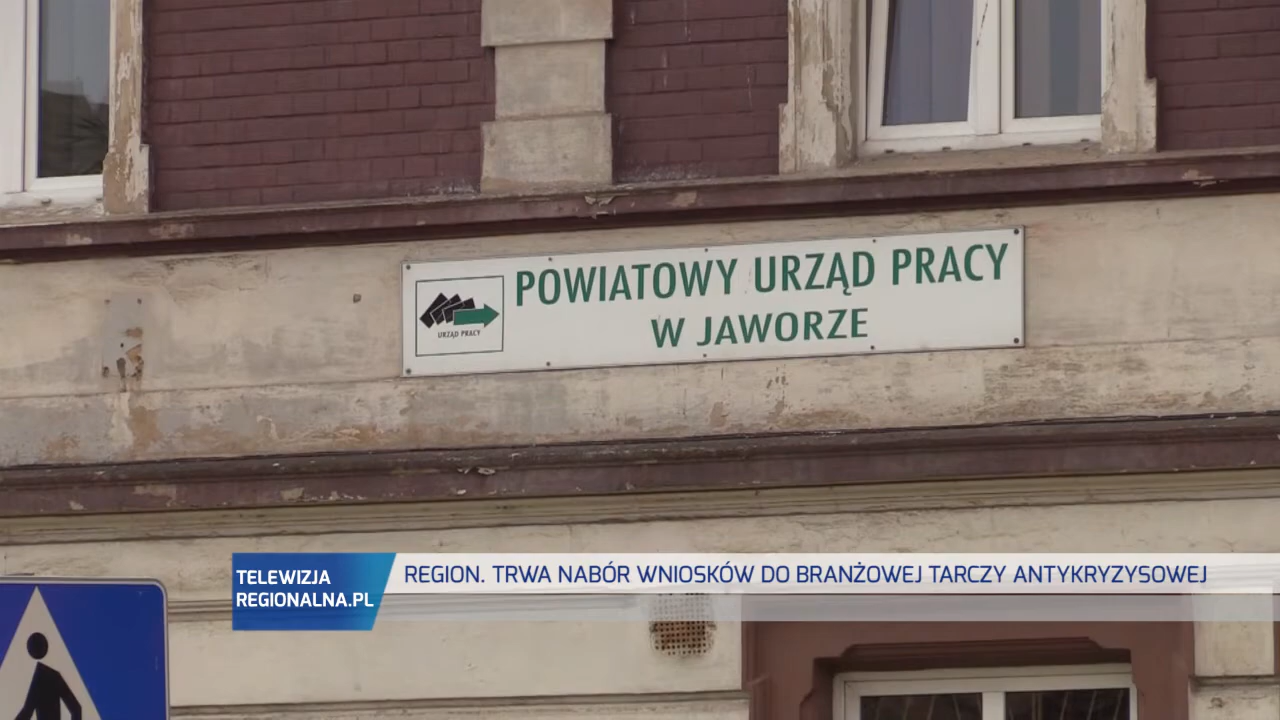 POWIATOWY URZĄD PRACY
W JAWORZE
URZĄD PRACY
TELEWIZJA
REGIONALNA.PL
REGION. TRWA NABÓR WNIOSKÓW DO BRANŻOWEJ TARCZY ANTYKRYZYSOWEJ